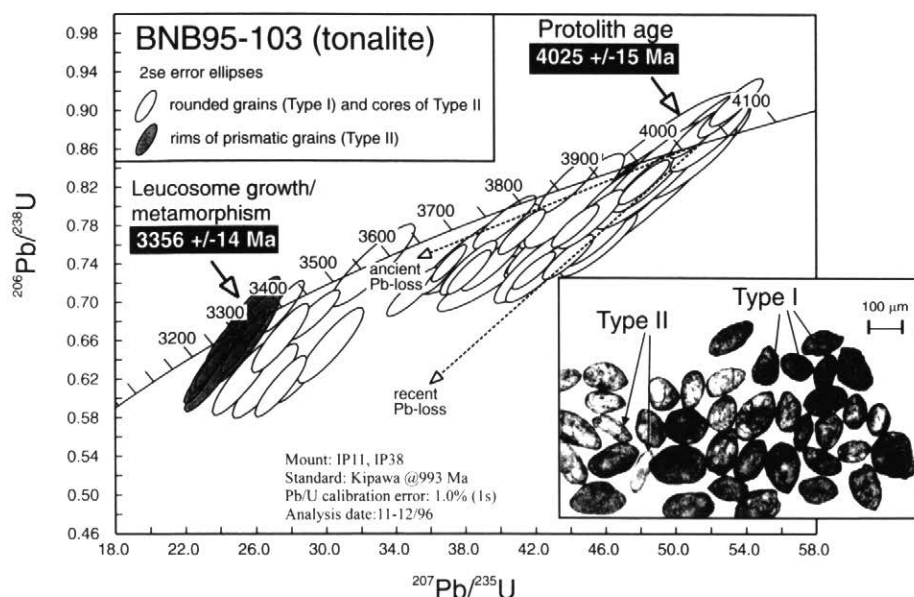 BNB95-103 (tonalite)
2se error ellipses
rounded grains (Type I) and cores of Type II
rims of prismatic grains (Type II)
Protolith age
4025 +/-15 Ma
Leucosome growth/
metamorphism
3356 +/-14 Ma
3200
3300
3400
3500
3600
3700
3800
3900
4000
4100
ancient
Pb-loss
recent
Pb-loss
Mount: IP11, IP38
Standard: Kipawa @993 Ma
Pb/U calibration error: 1.0% (1s)
Analysis date:11-12/96
Type I
Type II
100 µm
206Pb/238U
0.98
0.94
0.90
0.86
0.82
0.78
0.74
0.70
0.66
0.62
0.58
0.54
0.50
0.46
18.0 22.0 26.0 30.0 34.0 38.0 42.0 46.0 50.0 54.0 58.0
207Pb/235U